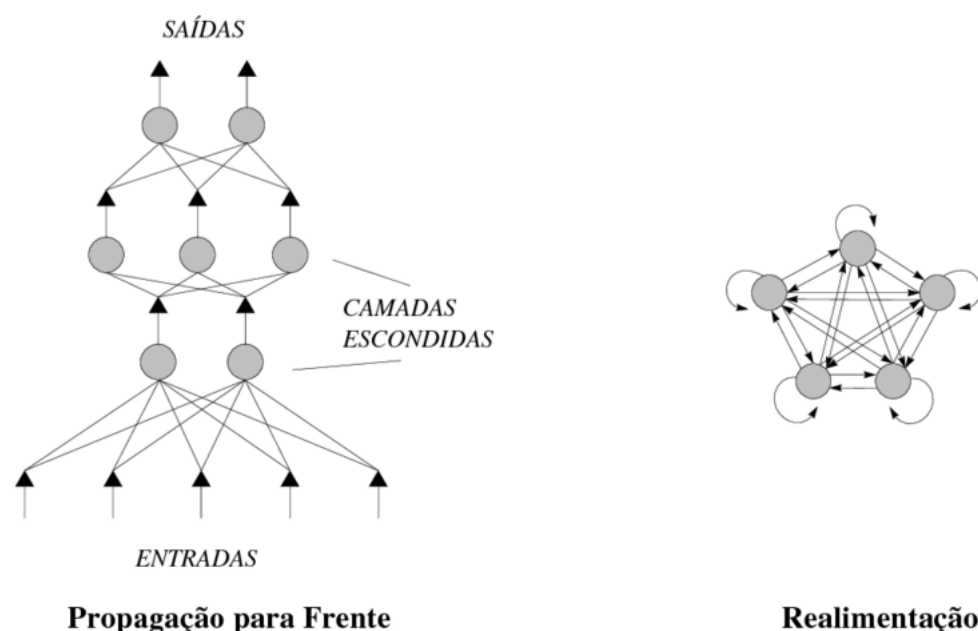 SAÍDAS
CAMADAS
ESCONDIDAS
ENTRADAS
Propagação para Frente
Realimentação